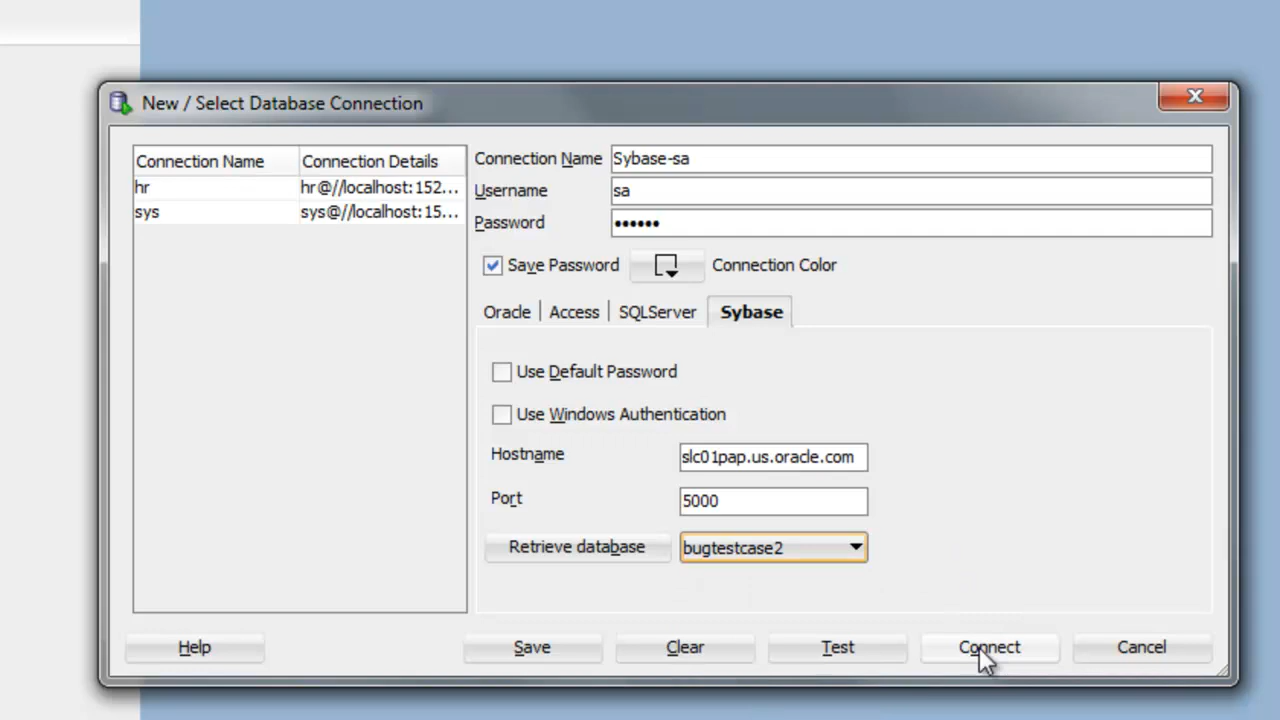 New / Select Database Connection
Connection Name Connection Details
hr hr@//localhost:152...
sys sys@//localhost:15...
Connection Name Sybase-sa
Username sa
Password ••••••
Save Password Connection Color
Oracle Access SQLServer Sybase
Use Default Password
Use Windows Authentication
Hostname slc01pap.us.oracle.com
Port 5000
Retrieve database bugtestcase2
Help Save Clear Test Connect Cancel